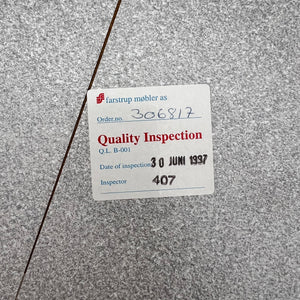 farstrup møbler as
Order.no. 306817
Quality Inspection
Q.L. B-001
Date of inspection 30 JUNI 1997
Inspector 407